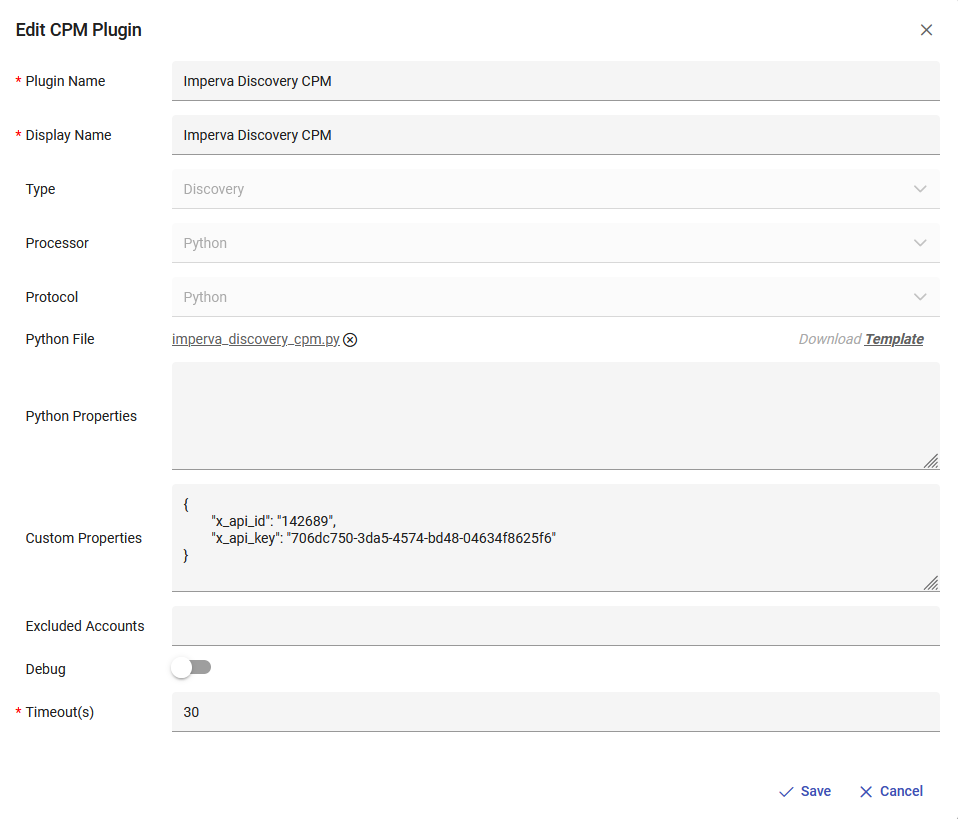 Edit CPM Plugin
* Plugin Name
Imperva Discovery CPM
* Display Name
Imperva Discovery CPM
Type
Discovery
Processor
Python
Protocol
Python
Python File
imperva_discovery_cpm.py
Download Template
Python Properties
Custom Properties
{
"x_api_id": "142689",
"x_api_key": "706dc750-3da5-4574-bd48-04634f8625f6"
}
Excluded Accounts
Debug
* Timeout(s)
30
Save
Cancel